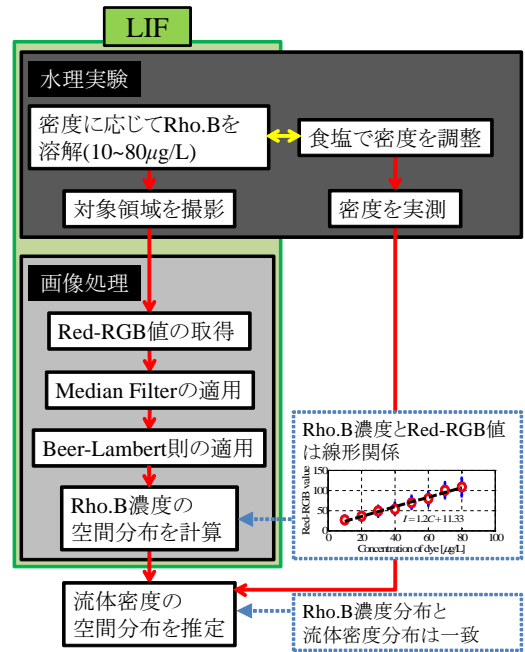 LIF
水理実験
密度に応じてRho.Bを
溶解(10~80μg/L)
食塩で密度を調整
対象領域を撮影
密度を実測
画像処理
Red-RGB値の取得
Median Filterの適用
Beer-Lambert則の適用
Rho.B濃度の
空間分布を計算
Rho.B濃度とRed-RGB値
は線形関係
Red-RGB value
150
100
50
0
I=1.2C+11.33
0 20 40 60 80 100
Concentration of dye [μg/L]
流体密度の
空間分布を推定
Rho.B濃度分布と
流体密度分布は一致